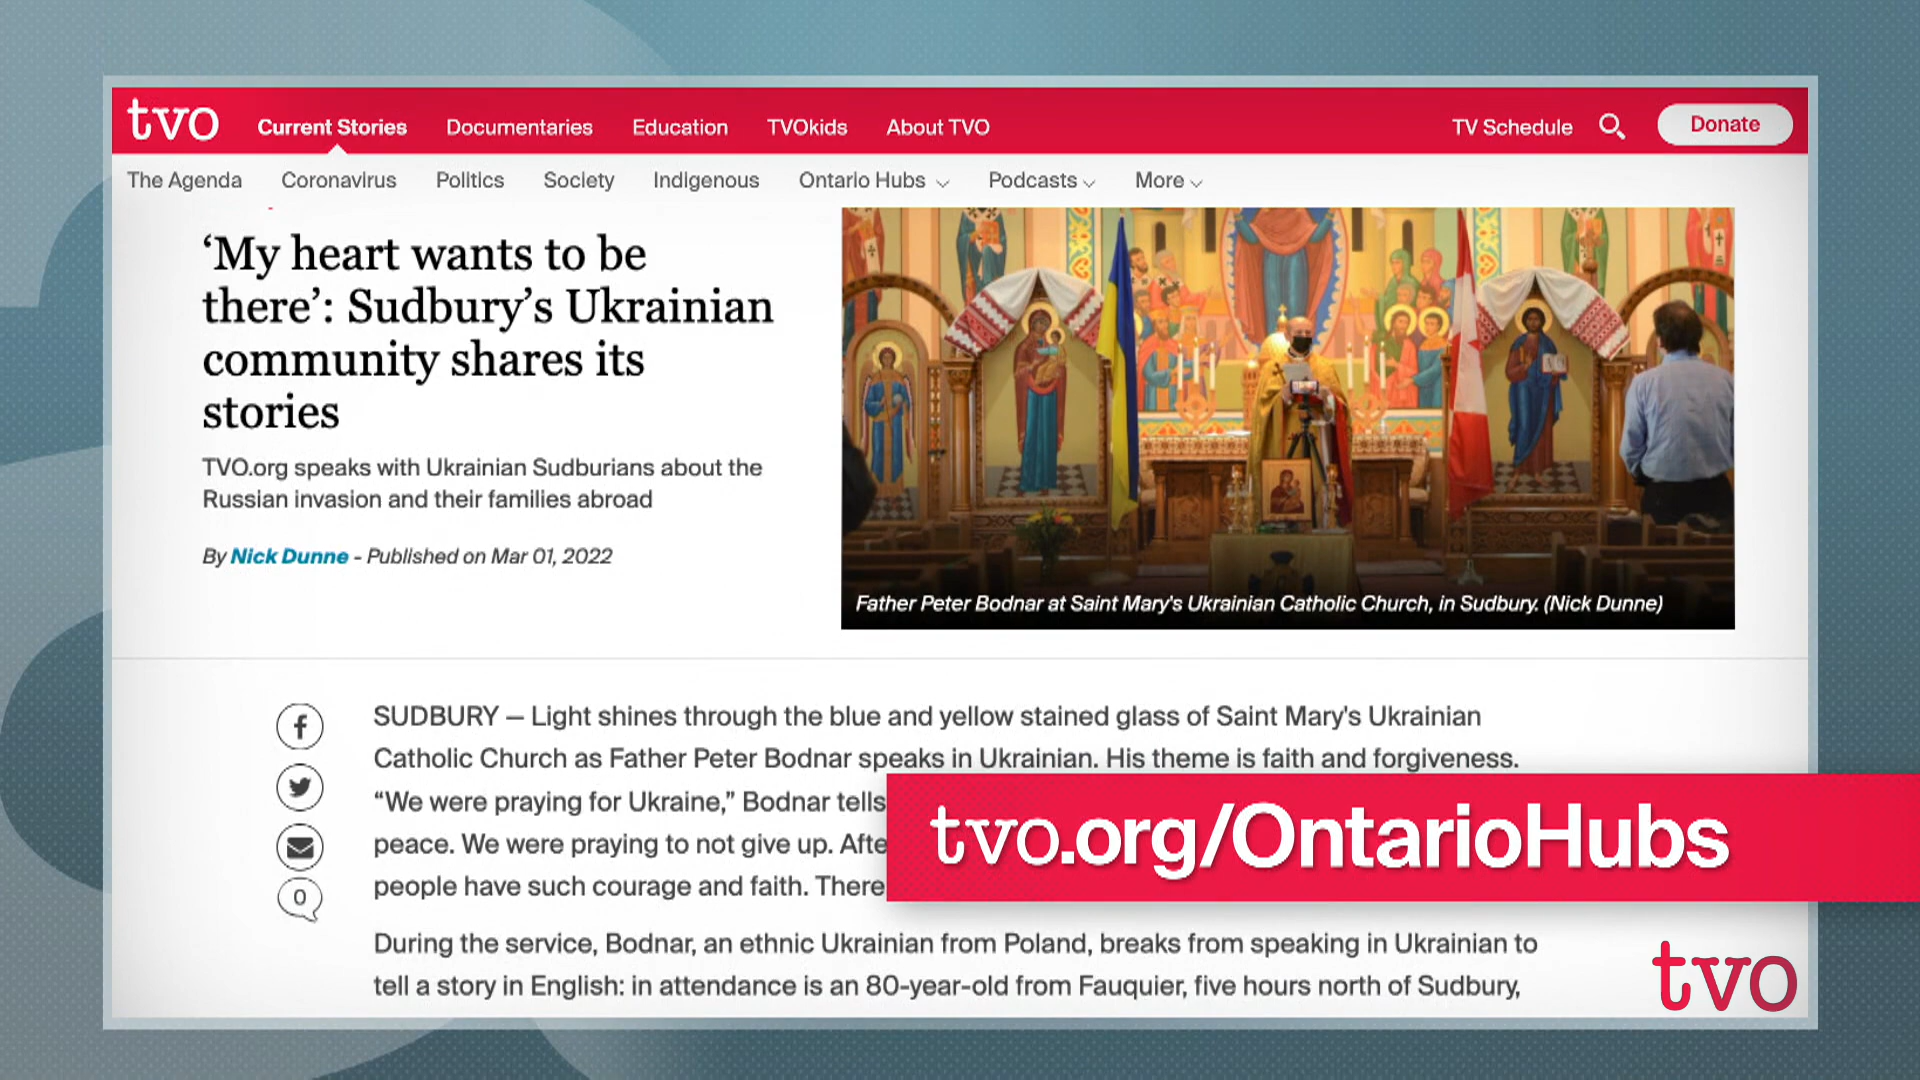 tvo Current Stories Documentaries Education TVOkids About TVO TV Schedule Donate
The Agenda Coronavirus Politics Society Indigenous Ontario Hubs Podcasts More
‘My heart wants to be
there’: Sudbury’s Ukrainian
community shares its
stories
TVO.org speaks with Ukrainian Sudburians about the
Russian invasion and their families abroad
By Nick Dunne - Published on Mar 01, 2022
Father Peter Bodnar at Saint Mary's Ukrainian Catholic Church, in Sudbury. (Nick Dunne)
SUDBURY — Light shines through the blue and yellow stained glass of Saint Mary's Ukrainian
Catholic Church as Father Peter Bodnar speaks in Ukrainian. His theme is faith and forgiveness.
“We were praying for Ukraine,” Bodnar tells
peace. We were praying to not give up. Afte
people have such courage and faith. There
0
tvo.org/OntarioHubs
During the service, Bodnar, an ethnic Ukrainian from Poland, breaks from speaking in Ukrainian to
tell a story in English: in attendance is an 80-year-old from Fauquier, five hours north of Sudbury,
tvo